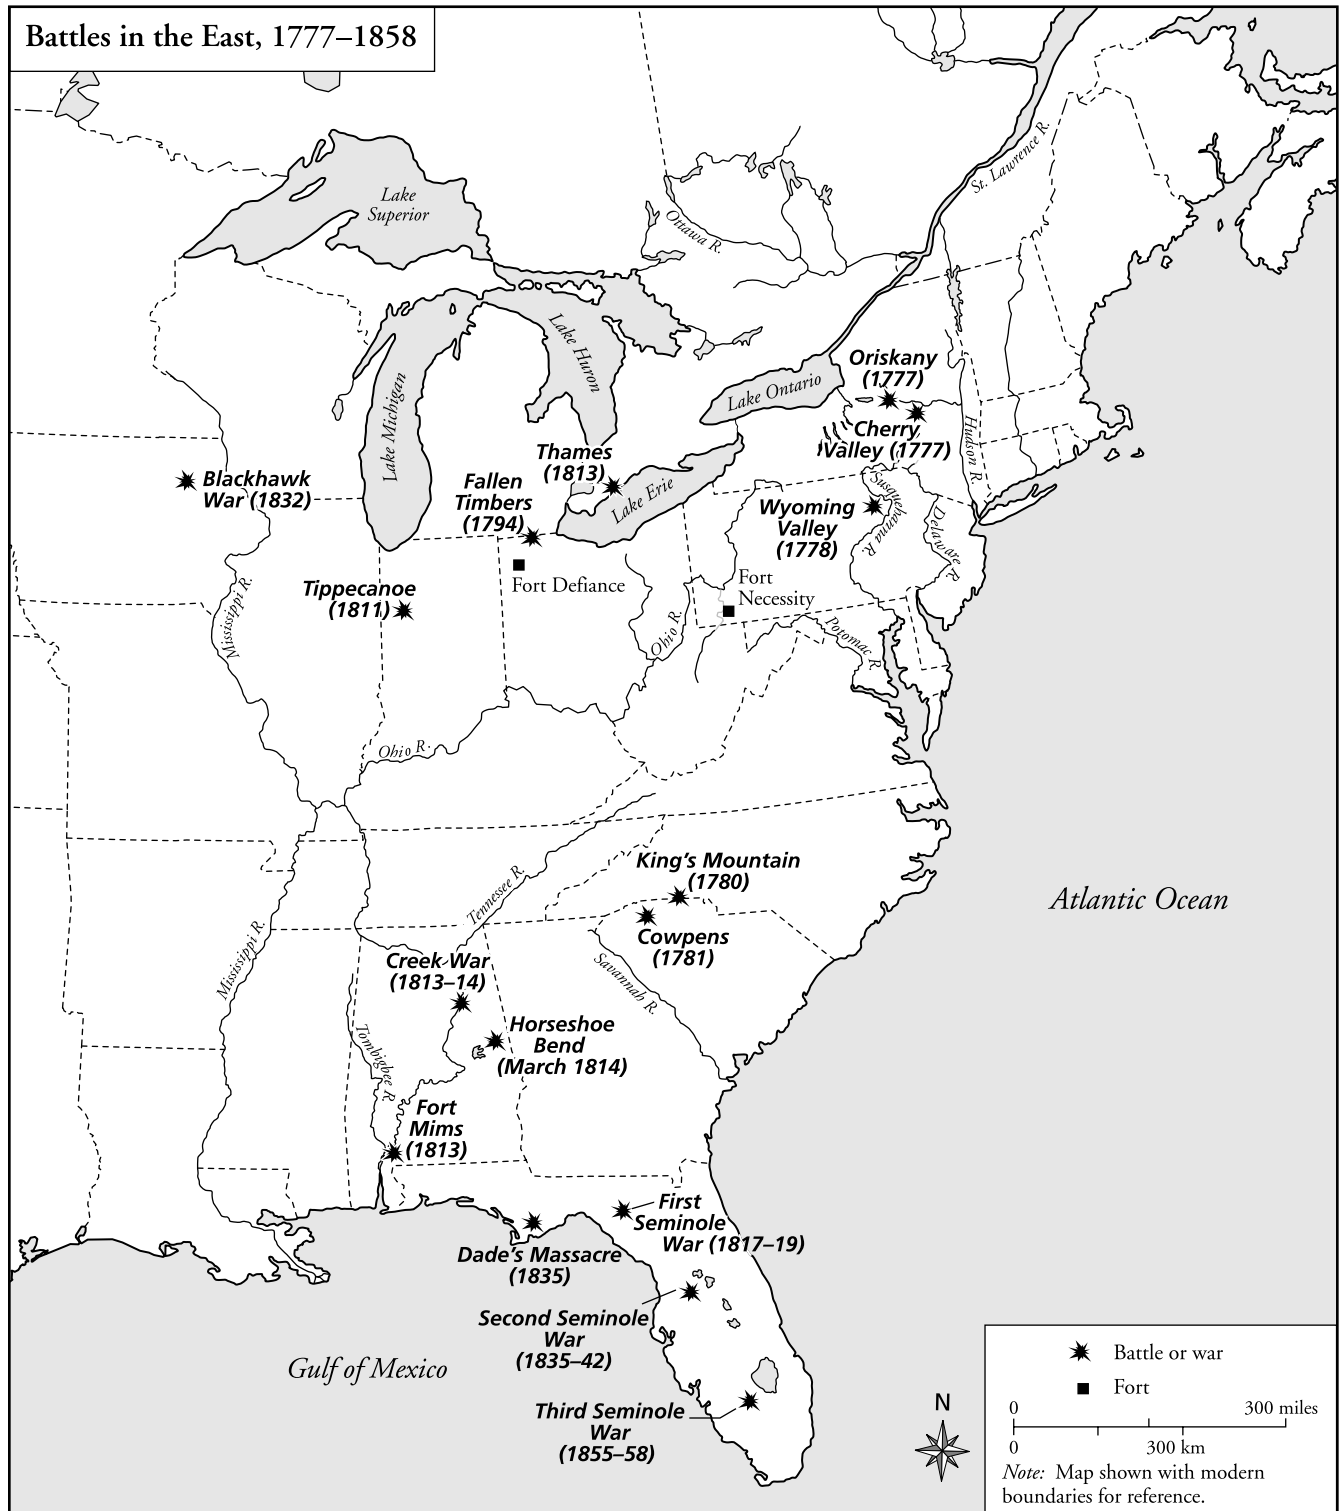 Battles in the East, 1777–1858
Lake
Superior
St. Lawrence R.
Ottawa R.
Lake Huron
Lake Michigan
Lake Ontario
Oriskany
(1777)
Cherry
Valley (1777)
Hudson R.
Thames
(1813)
Lake Erie
Blackhawk
War (1832)
Fallen
Timbers
(1794)
Wyoming
Valley
(1778)
Susquehanna R.
Delaware R.
Fort Defiance
Fort
Necessity
Tippecanoe
(1811)
Mississippi R.
Ohio R.
Potomac R.
Ohio R.
King's Mountain
(1780)
Tennessee R.
Atlantic Ocean
Cowpens
(1781)
Mississippi R.
Creek War
(1813–14)
Savannah R.
Horseshoe
Bend
(March 1814)
Tombigbee R.
Fort
Mims
(1813)
First
Seminole
War (1817–19)
Dade's Massacre
(1835)
Second Seminole
War
(1835–42)
Gulf of Mexico
Third Seminole
War
(1855–58)
N
Battle or war
Fort
0 300 miles
0 300 km
Note: Map shown with modern
boundaries for reference.